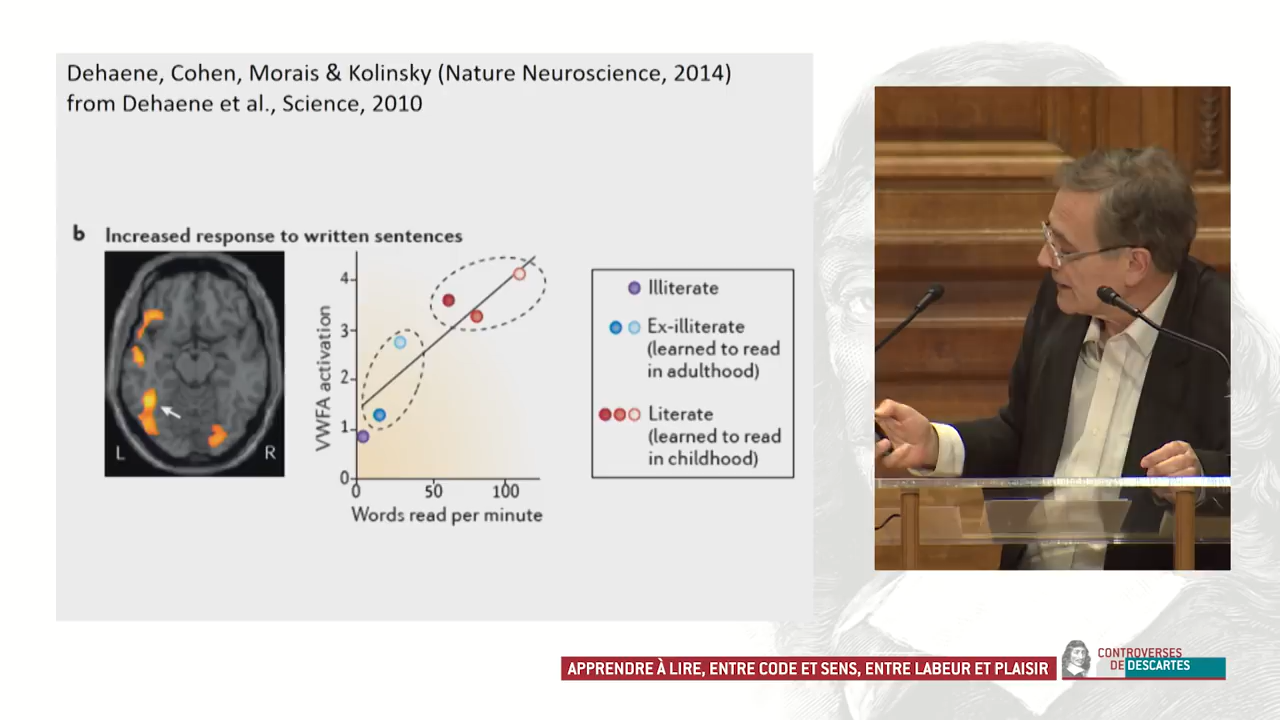 Dehaene, Cohen, Morais & Kolinsky (Nature Neuroscience, 2014)
from Dehaene et al., Science, 2010
b Increased response to written sentences
L R
VWFA activation
4
3
2
1
0
0 50 100
Words read per minute
Illiterate
Ex-illiterate
(learned to read
in adulthood)
Literate
(learned to read
in childhood)
APPRENDRE À LIRE, ENTRE CODE ET SENS, ENTRE LABEUR ET PLAISIR
CONTROVERSES
DE DESCARTES